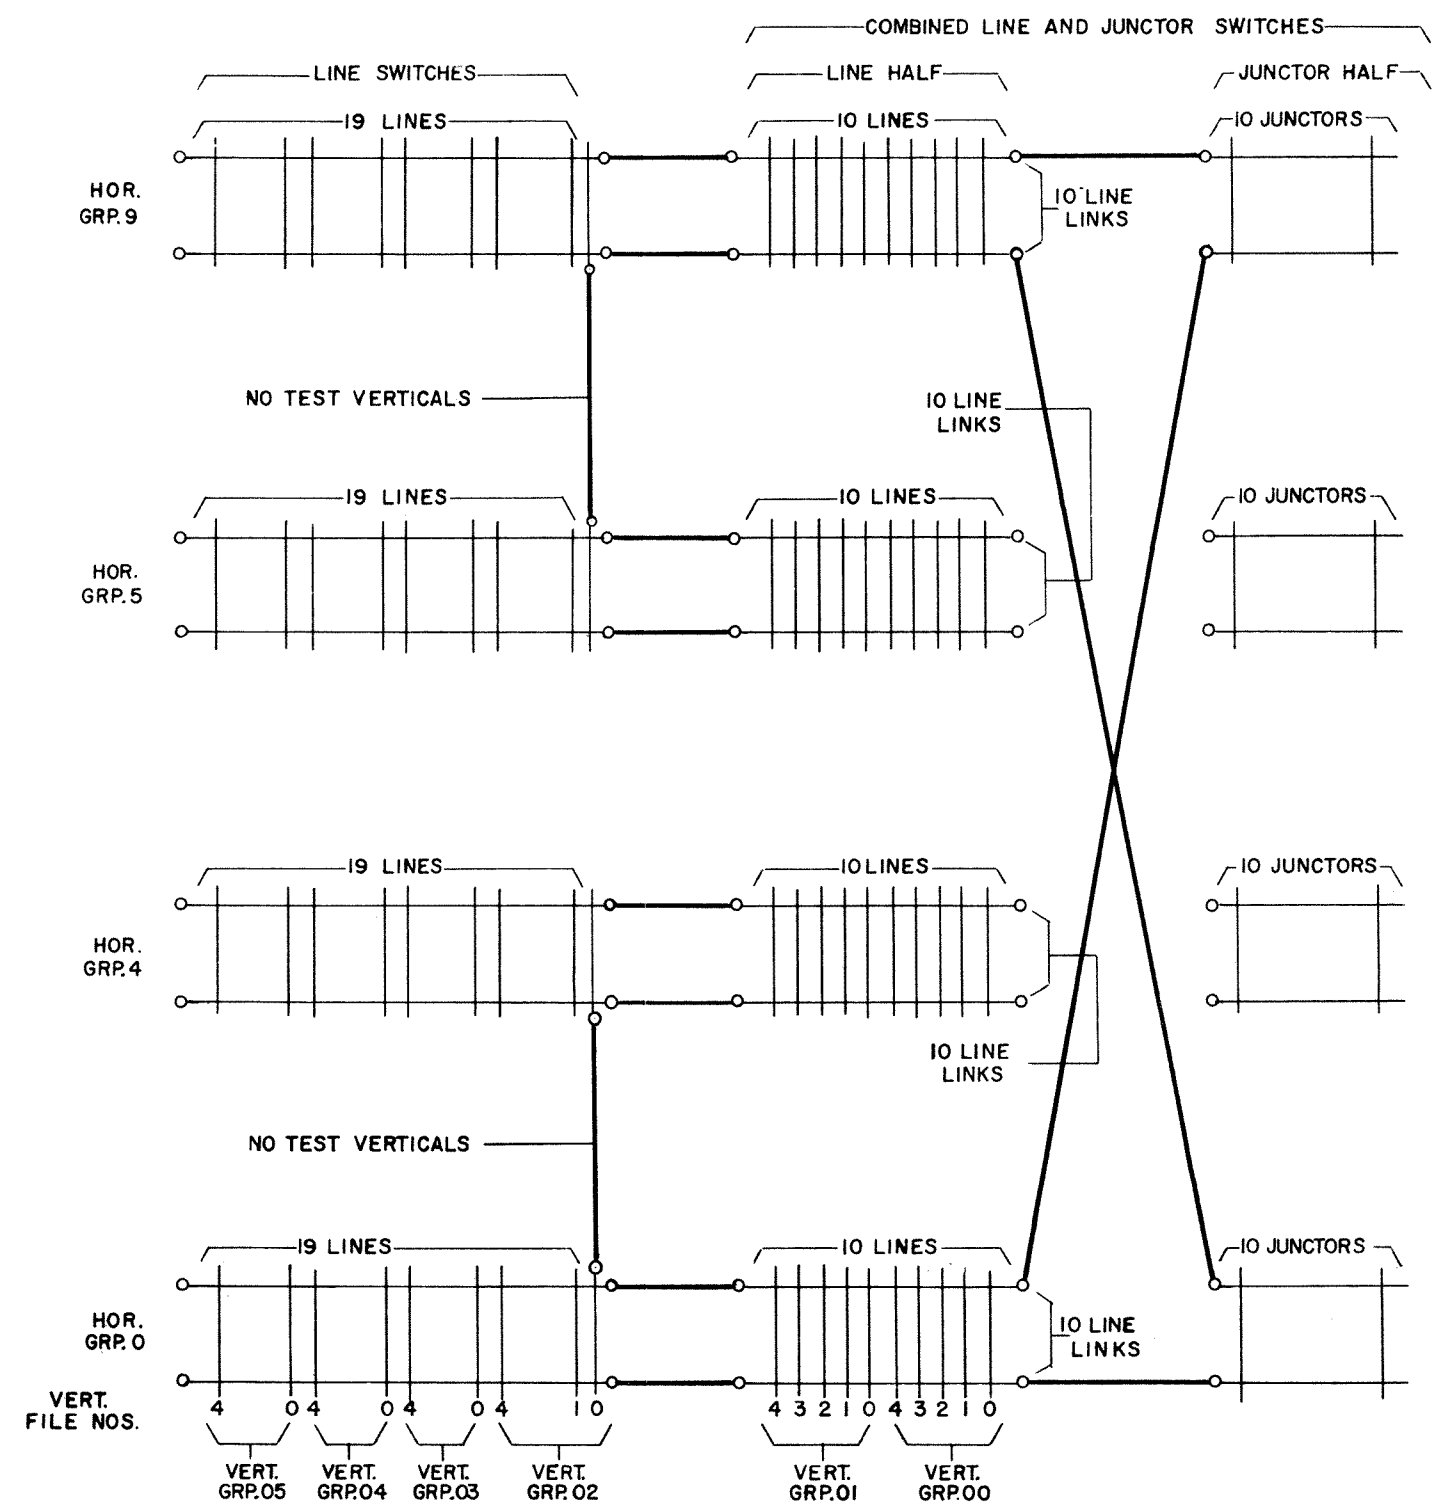 COMBINED LINE AND JUNCTOR SWITCHES
LINE SWITCHES
LINE HALF
JUNCTOR HALF
19 LINES
10 LINES
10 JUNCTORS
HOR.
GRP. 9
10 LINE
LINKS
NO TEST VERTICALS
10 LINE
LINKS
19 LINES
10 LINES
10 JUNCTORS
HOR.
GRP. 5
19 LINES
10 LINES
10 JUNCTORS
HOR.
GRP. 4
10 LINE
LINKS
NO TEST VERTICALS
19 LINES
10 LINES
10 JUNCTORS
HOR.
GRP. 0
10 LINE
LINKS
VERT.
FILE NOS.
4 0 4 0 4 0 4 1 0 4 3 2 1 0 4 3 2 1 0
VERT.
GRP. 05
VERT.
GRP. 04
VERT.
GRP. 03
VERT.
GRP. 02
VERT.
GRP. 01
VERT.
GRP. 00